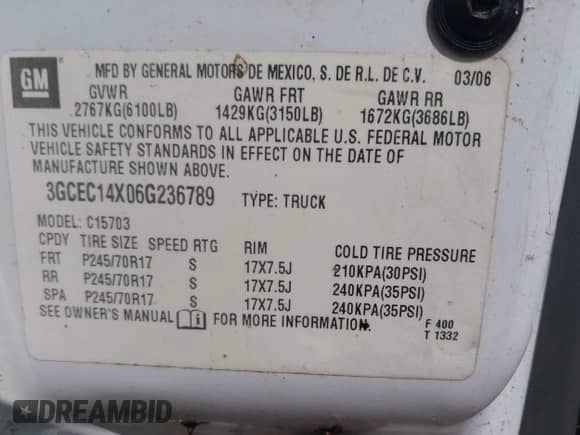 GM
MFD BY GENERAL MOTORS DE MEXICO, S. DE R.L. DE C.V. 03/06
GVWR GAWR FRT GAWR RR
2767KG(6100LB) 1429KG(3150LB) 1672KG(3686LB)
THIS VEHICLE CONFORMS TO ALL APPLICABLE U.S. FEDERAL MOTOR
VEHICLE SAFETY STANDARDS IN EFFECT ON THE DATE OF
MANUFACTURE SHOWN ABOVE.
3GCEC14X06G236789 TYPE: TRUCK
MODEL: C15703
CPDY TIRE SIZE SPEED RTG RIM COLD TIRE PRESSURE
FRT P245/70R17 S 17X7.5J 210KPA(30PSI)
RR P245/70R17 S 17X7.5J 240KPA(35PSI)
SPA P245/70R17 S 17X7.5J 240KPA(35PSI)
SEE OWNER'S MANUAL i FOR MORE INFORMATION.
F 400
T 1332
DREAMBID